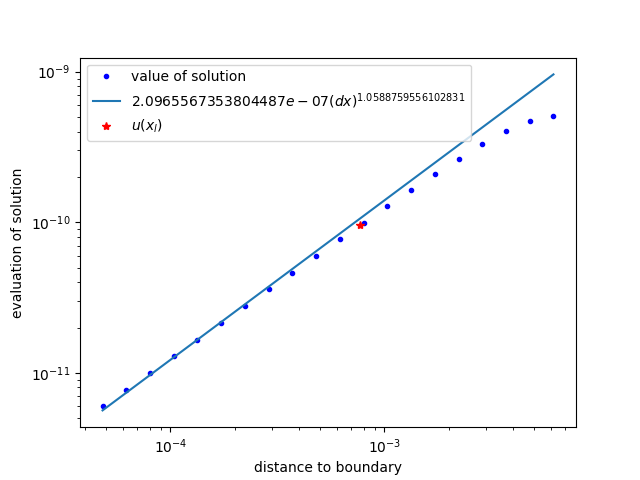 value of solution
2.0965567353804487e − 07(dx)^1.0588759556102831
u(x_l)
10^−9
10^−10
10^−11
evaluation of solution
10^−4
10^−3
distance to boundary